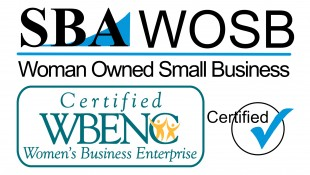 SBA WOSB
Woman Owned Small Business
Certified
WBENC
Women's Business Enterprise
Certified